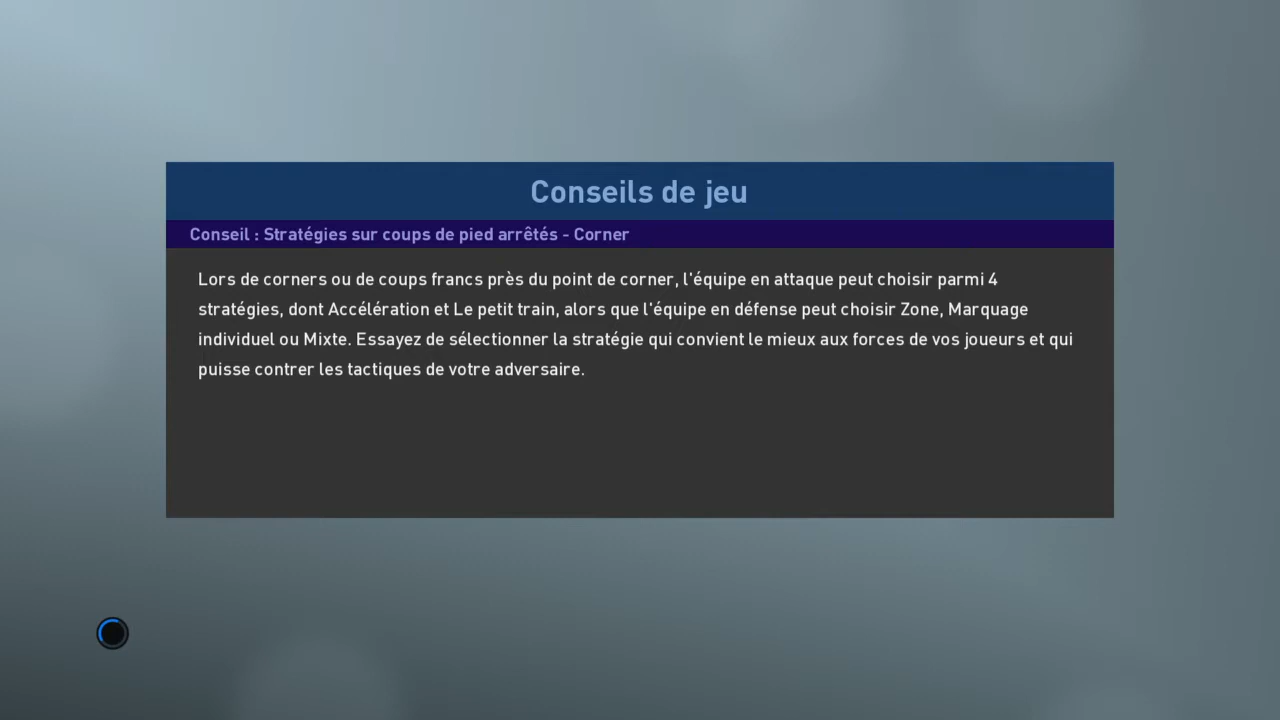 Conseils de jeu
Conseil : Stratégies sur coups de pied arrêtés - Corner
Lors de corners ou de coups francs près du point de corner, l'équipe en attaque peut choisir parmi 4
stratégies, dont Accélération et Le petit train, alors que l'équipe en défense peut choisir Zone, Marquage
individuel ou Mixte. Essayez de sélectionner la stratégie qui convient le mieux aux forces de vos joueurs et qui
puisse contrer les tactiques de votre adversaire.